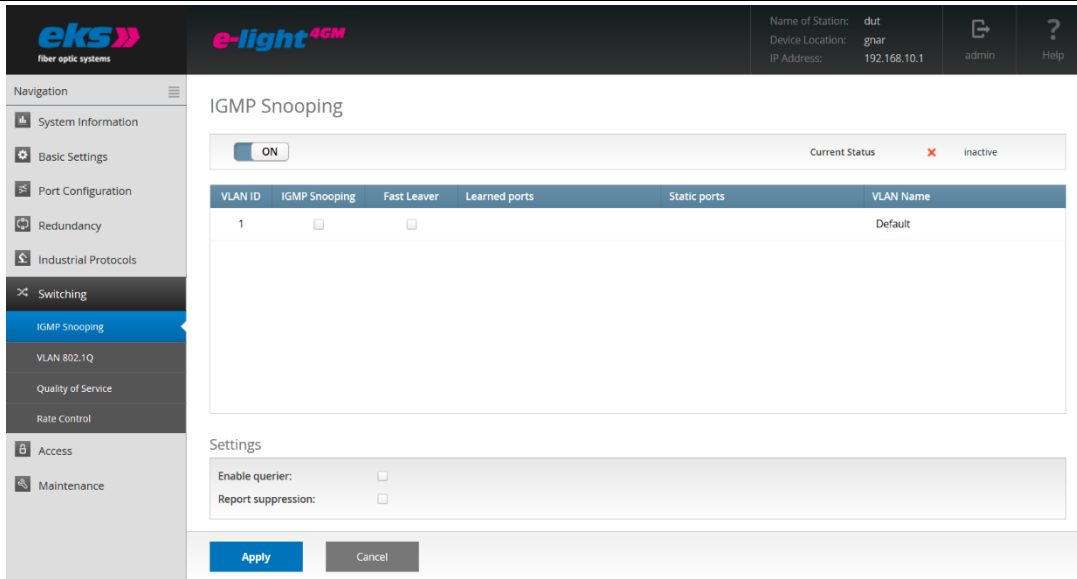 eks
fiber optic systems
e-light4GM
Name of Station: dut
Device Location: gnar
IP Address: 192.168.10.1
admin
? Help
Navigation
System Information
Basic Settings
Port Configuration
Redundancy
Industrial Protocols
Switching
IGMP Snooping
VLAN 802.1Q
Quality of Service
Rate Control
Access
Maintenance
IGMP Snooping
ON
Current Status inactive
VLAN ID IGMP Snooping Fast Leaver Learned ports Static ports VLAN Name
1 Default
Settings
Enable querier:
Report suppression:
Apply Cancel